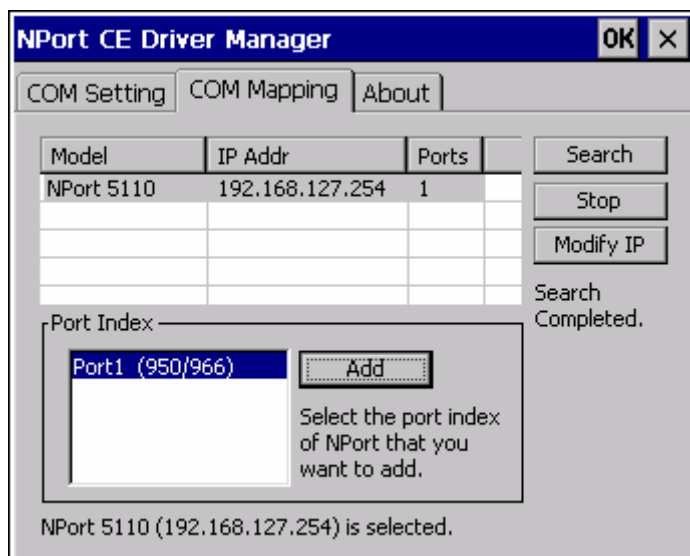 NPort CE Driver Manager OK ×
COM Setting COM Mapping About
Model IP Addr Ports
NPort 5110 192.168.127.254 1
Search
Stop
Modify IP
Search
Completed.
Port Index
Port1 (950/966)
Add
Select the port index
of NPort that you
want to add.
NPort 5110 (192.168.127.254) is selected.